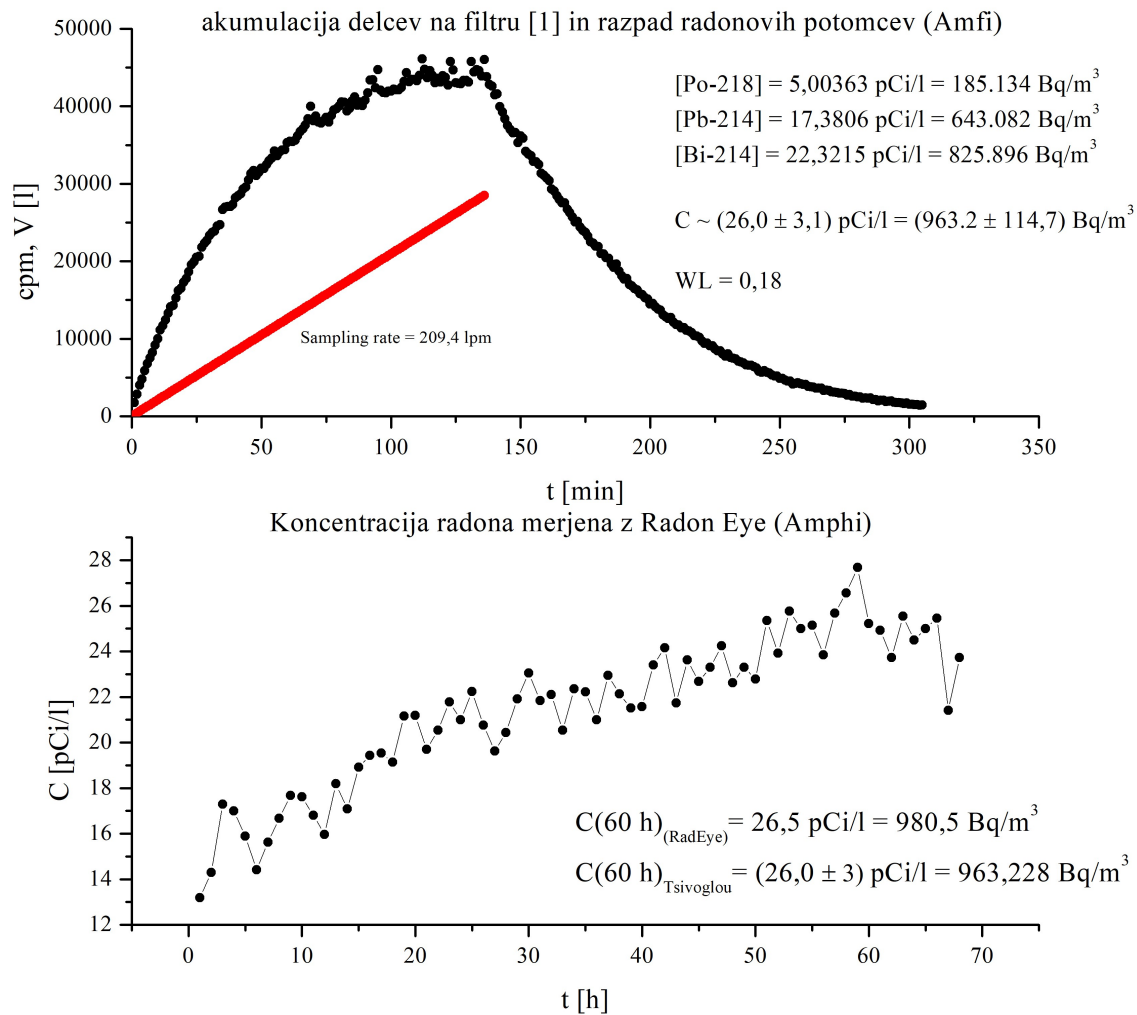 akumulacija delcev na filtru [1] in razpad radonovih potomcev (Amfi)
50000
40000
30000
20000
10000
0
cpm, V [l]
[Po-218] = 5,00363 pCi/l = 185.134 Bq/m³
[Pb-214] = 17,3806 pCi/l = 643.082 Bq/m³
[Bi-214] = 22,3215 pCi/l = 825.896 Bq/m³
C ~ (26,0 ± 3,1) pCi/l = (963.2 ± 114,7) Bq/m³
WL = 0,18
Sampling rate = 209,4 lpm
0 50 100 150 200 250 300 350
t [min]
Koncentracija radona merjena z Radon Eye (Amphi)
28
26
24
22
20
18
16
14
12
C [pCi/l]
C(60 h)(RadEye) = 26,5 pCi/l = 980,5 Bq/m³
C(60 h)Tsivoglou = (26,0 ± 3) pCi/l = 963,228 Bq/m³
0 10 20 30 40 50 60 70
t [h]